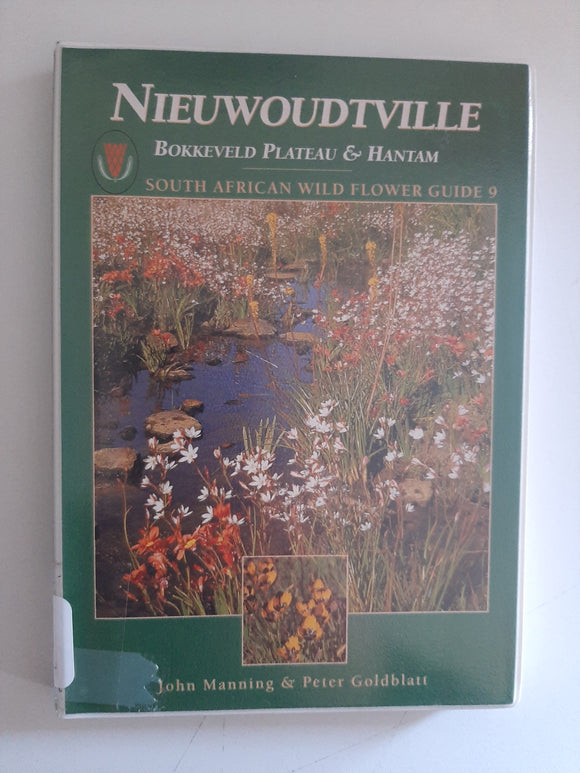 NIEUWOUDTVILLE
BOKKEVELD PLATEAU & HANTAM
SOUTH AFRICAN WILD FLOWER GUIDE 9
John Manning & Peter Goldblatt